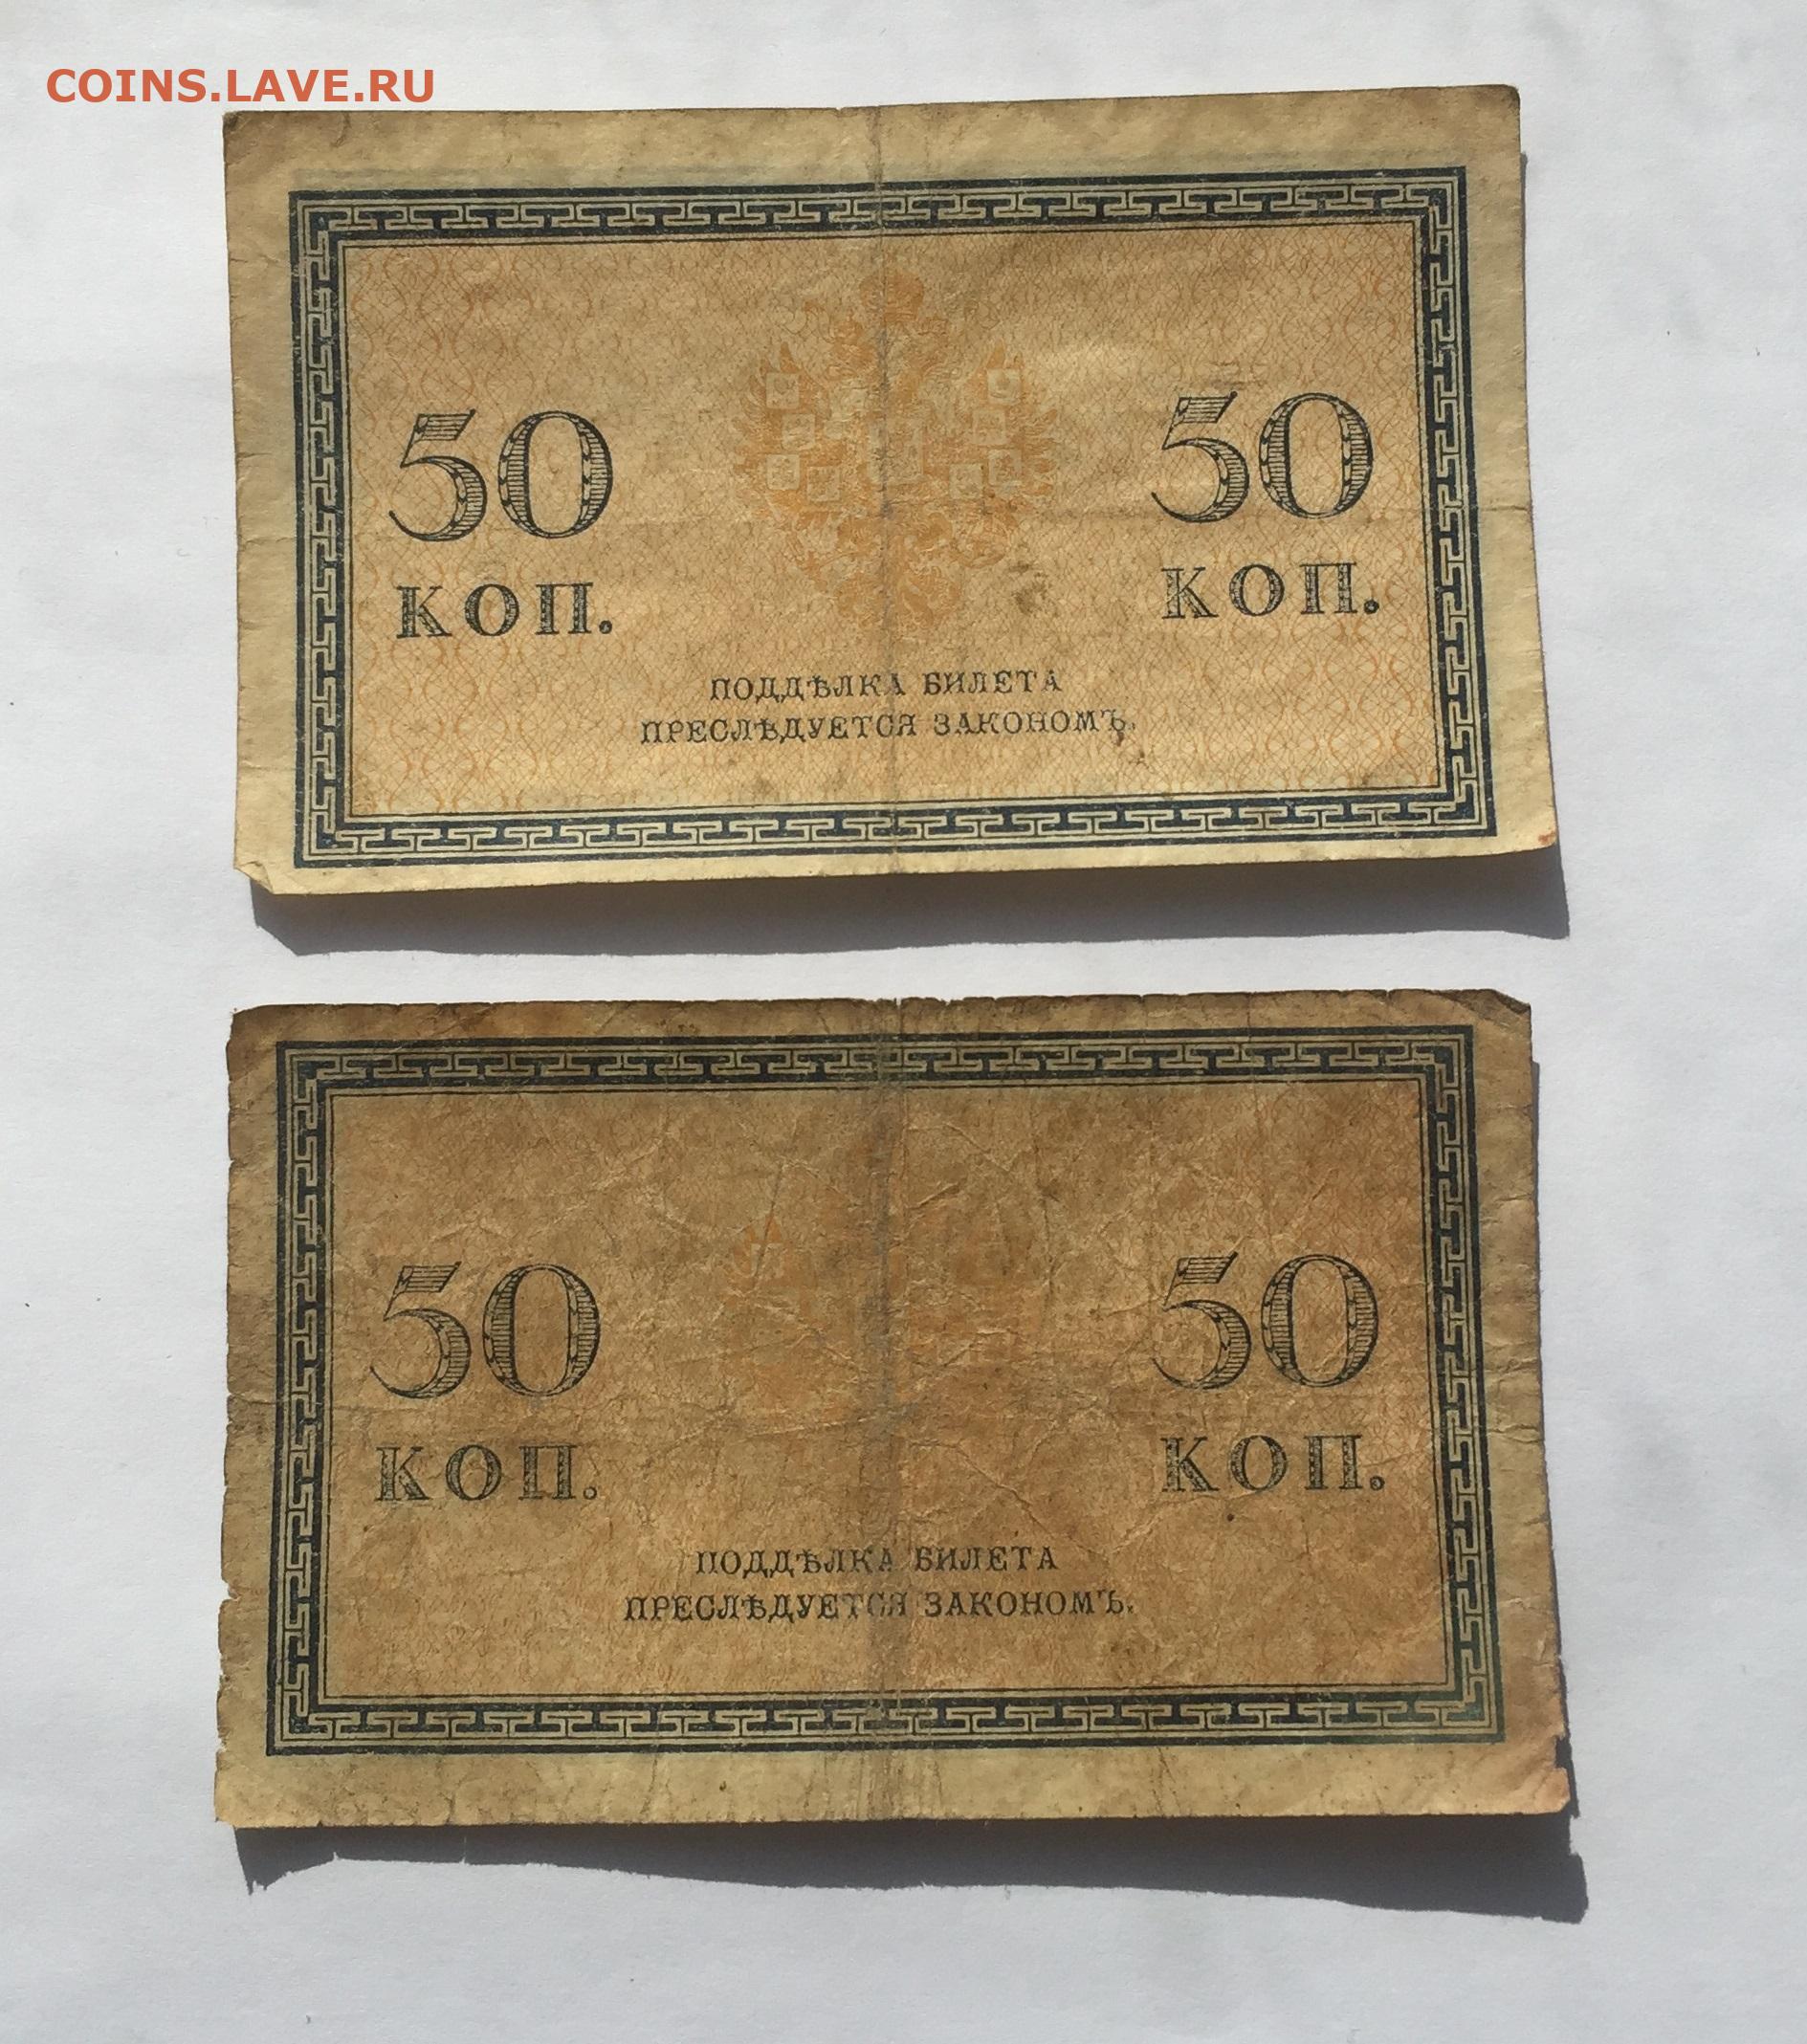 COINS.LAVE.RU
50 50
КОП. КОП.
ПОДДѢЛКА БИЛЕТА
ПРЕСЛѢДУЕТСЯ ЗАКОНОМЪ.
50 50
КОП. КОП.
ПОДДѢЛКА БИЛЕТА
ПРЕСЛѢДУЕТСЯ ЗАКОНОМЪ.